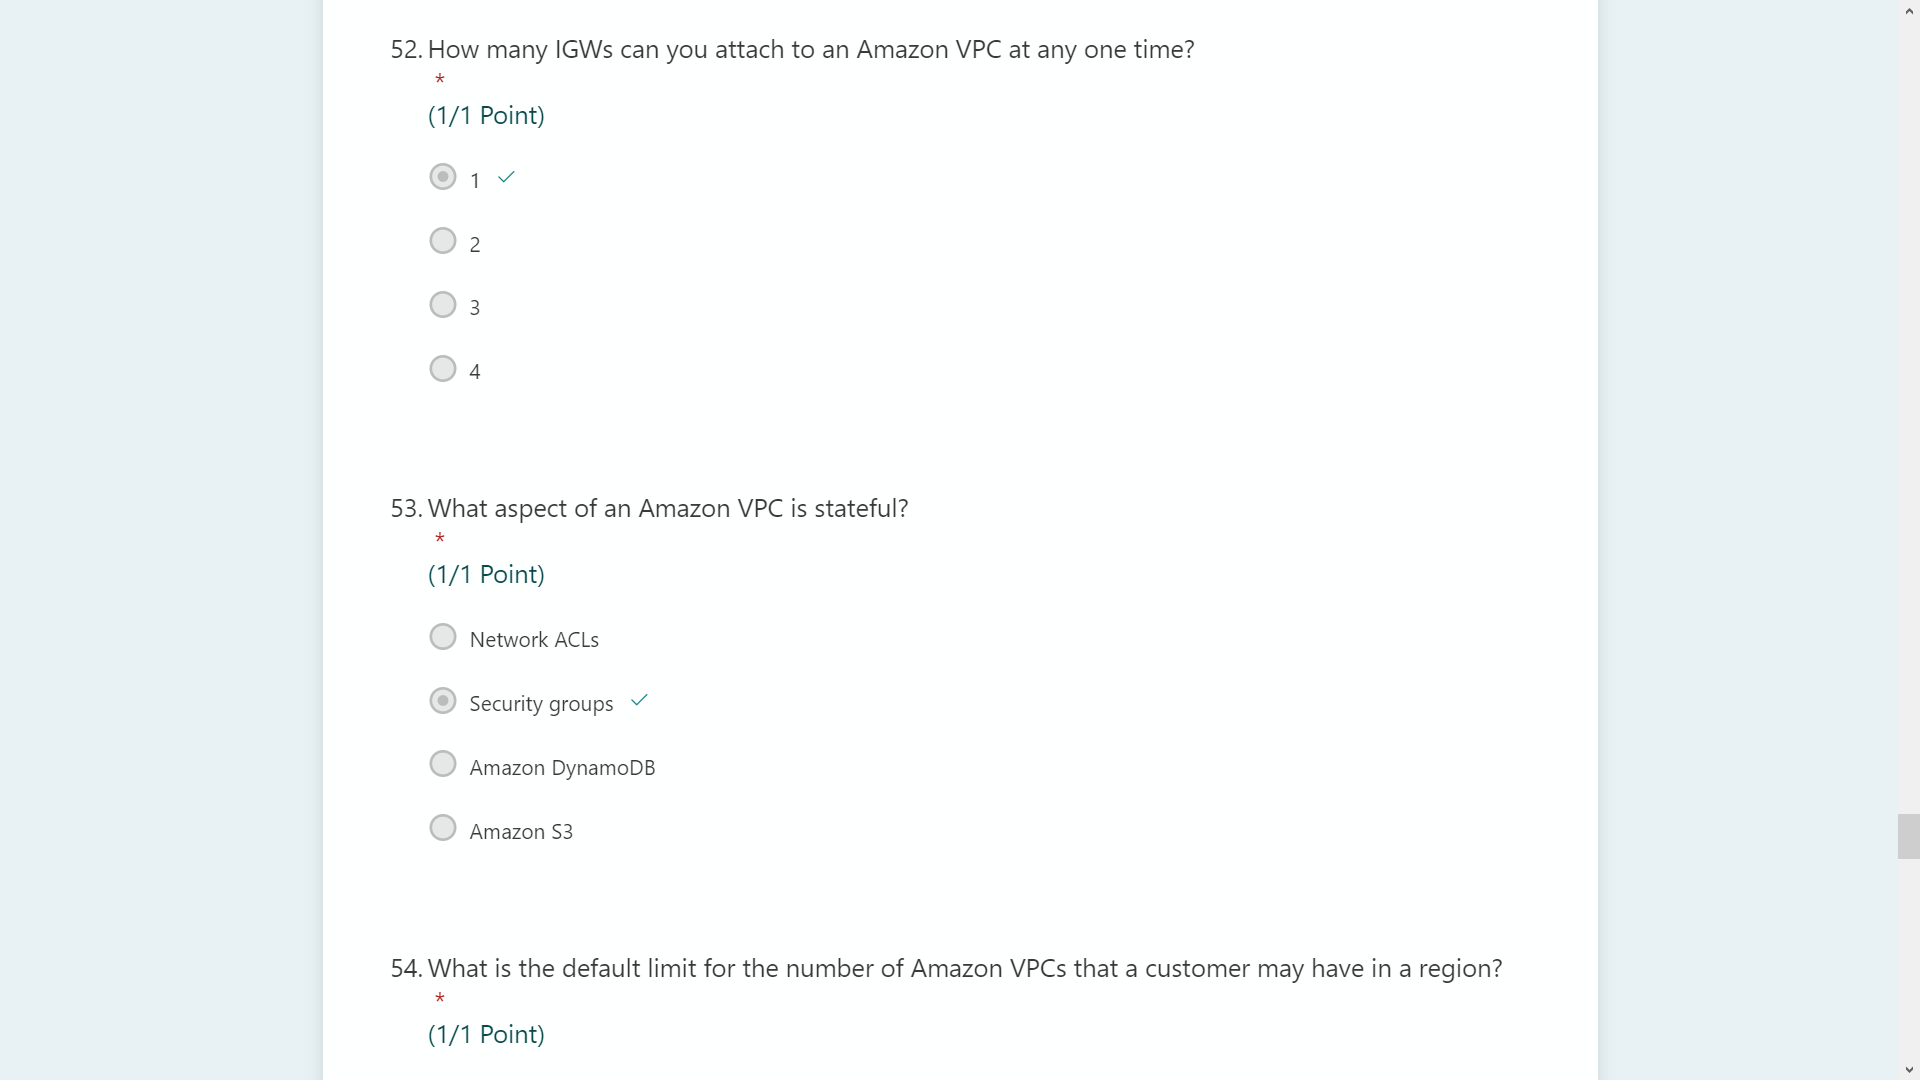 52. How many IGWs can you attach to an Amazon VPC at any one time?
*
(1/1 Point)
1
2
3
4
53. What aspect of an Amazon VPC is stateful?
*
(1/1 Point)
Network ACLs
Security groups
Amazon DynamoDB
Amazon S3
54. What is the default limit for the number of Amazon VPCs that a customer may have in a region?
*
(1/1 Point)